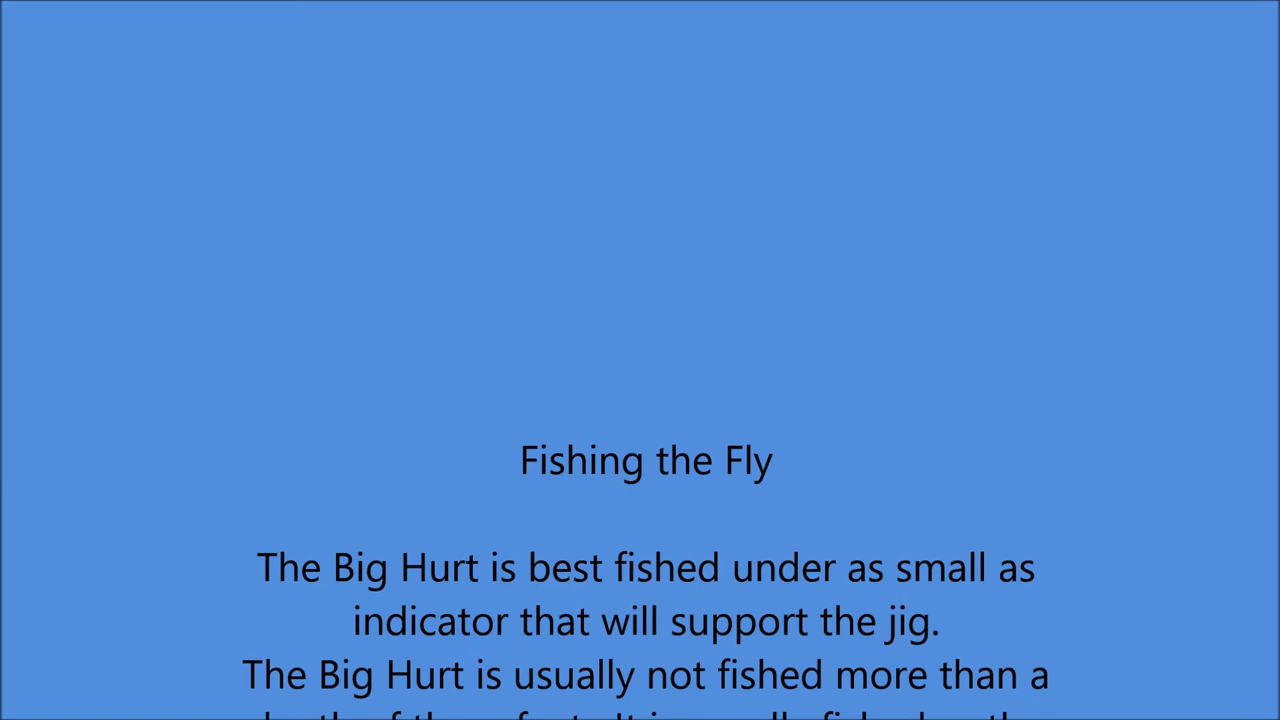 Fishing the Fly
The Big Hurt is best fished under as small as
indicator that will support the jig.
The Big Hurt is usually not fished more than a